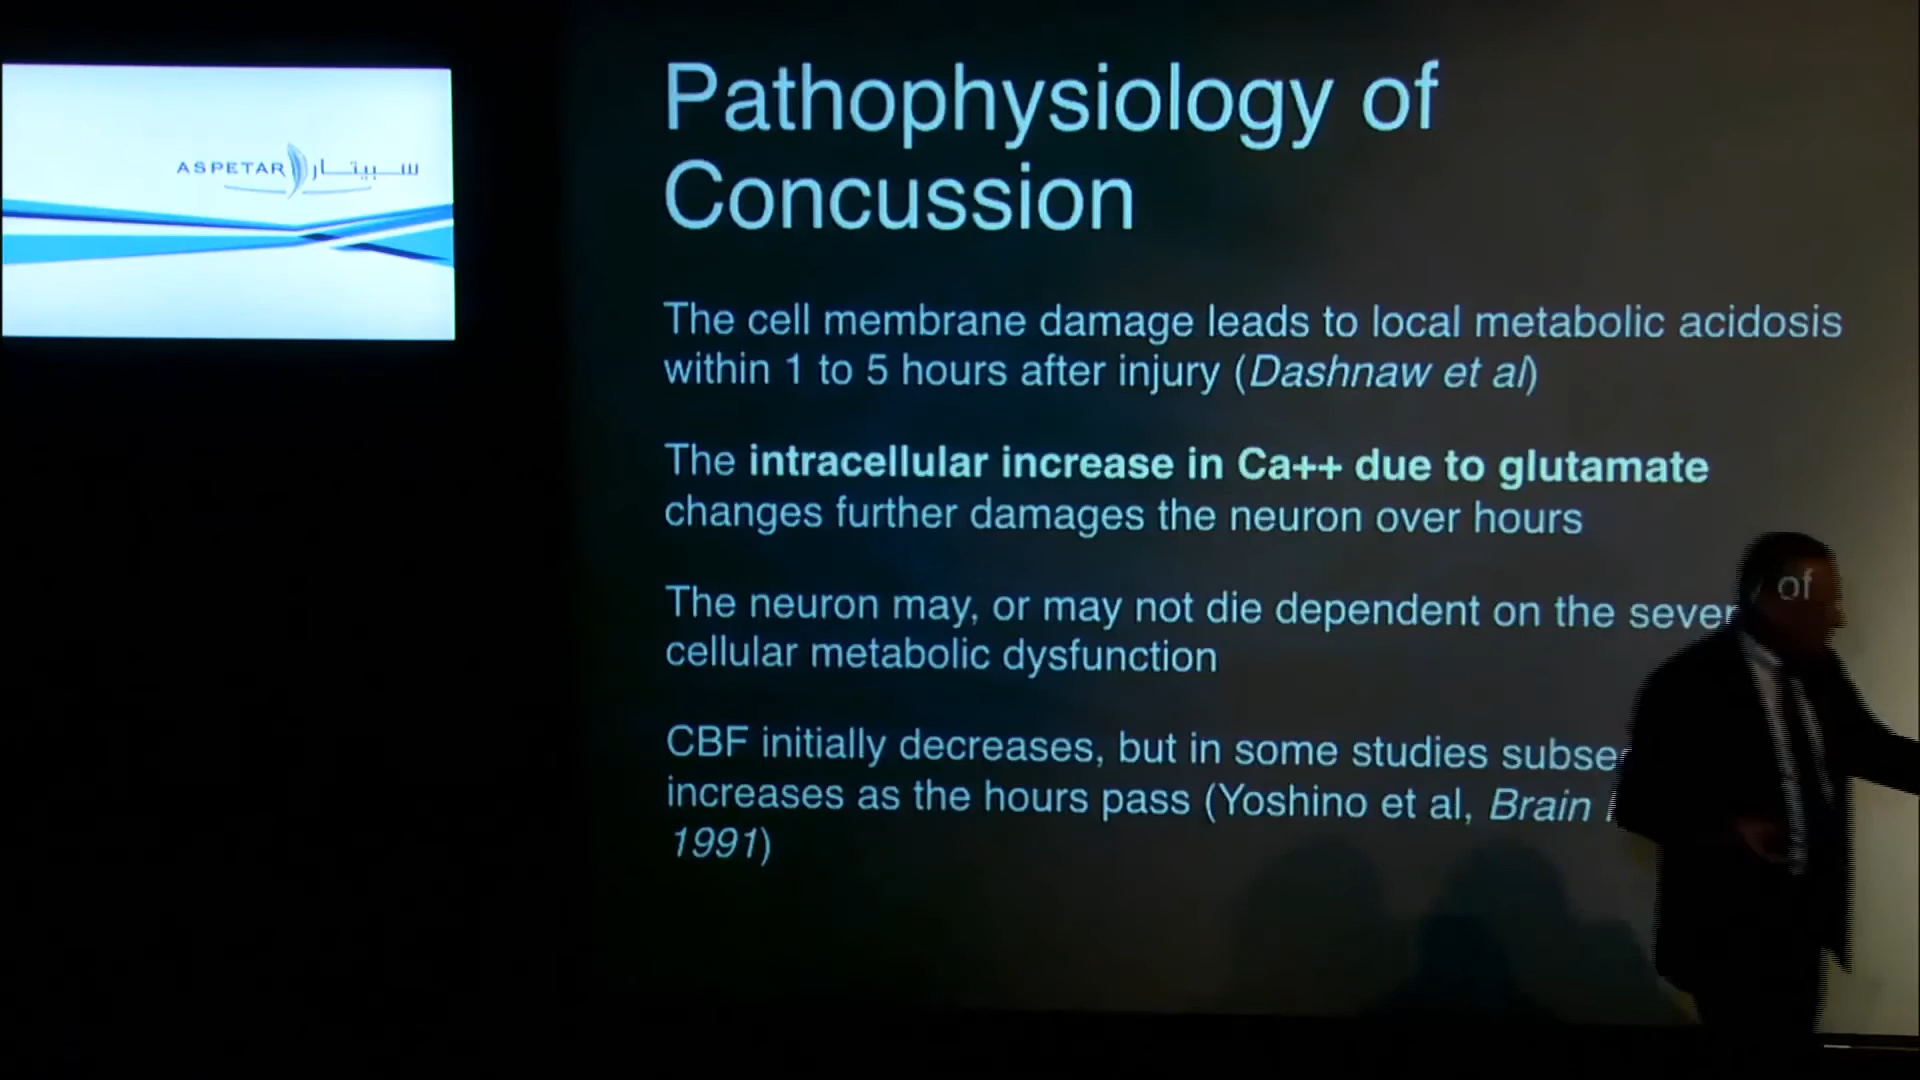 ASPETAR سبيتار
Pathophysiology of
Concussion
The cell membrane damage leads to local metabolic acidosis
within 1 to 5 hours after injury (Dashnaw et al)
The intracellular increase in Ca++ due to glutamate
changes further damages the neuron over hours
The neuron may, or may not die dependent on the of
cellular metabolic dysfunction
CBF initially decreases, but in some studies
increases as the hours pass (Yoshino et al, Brain
1991)